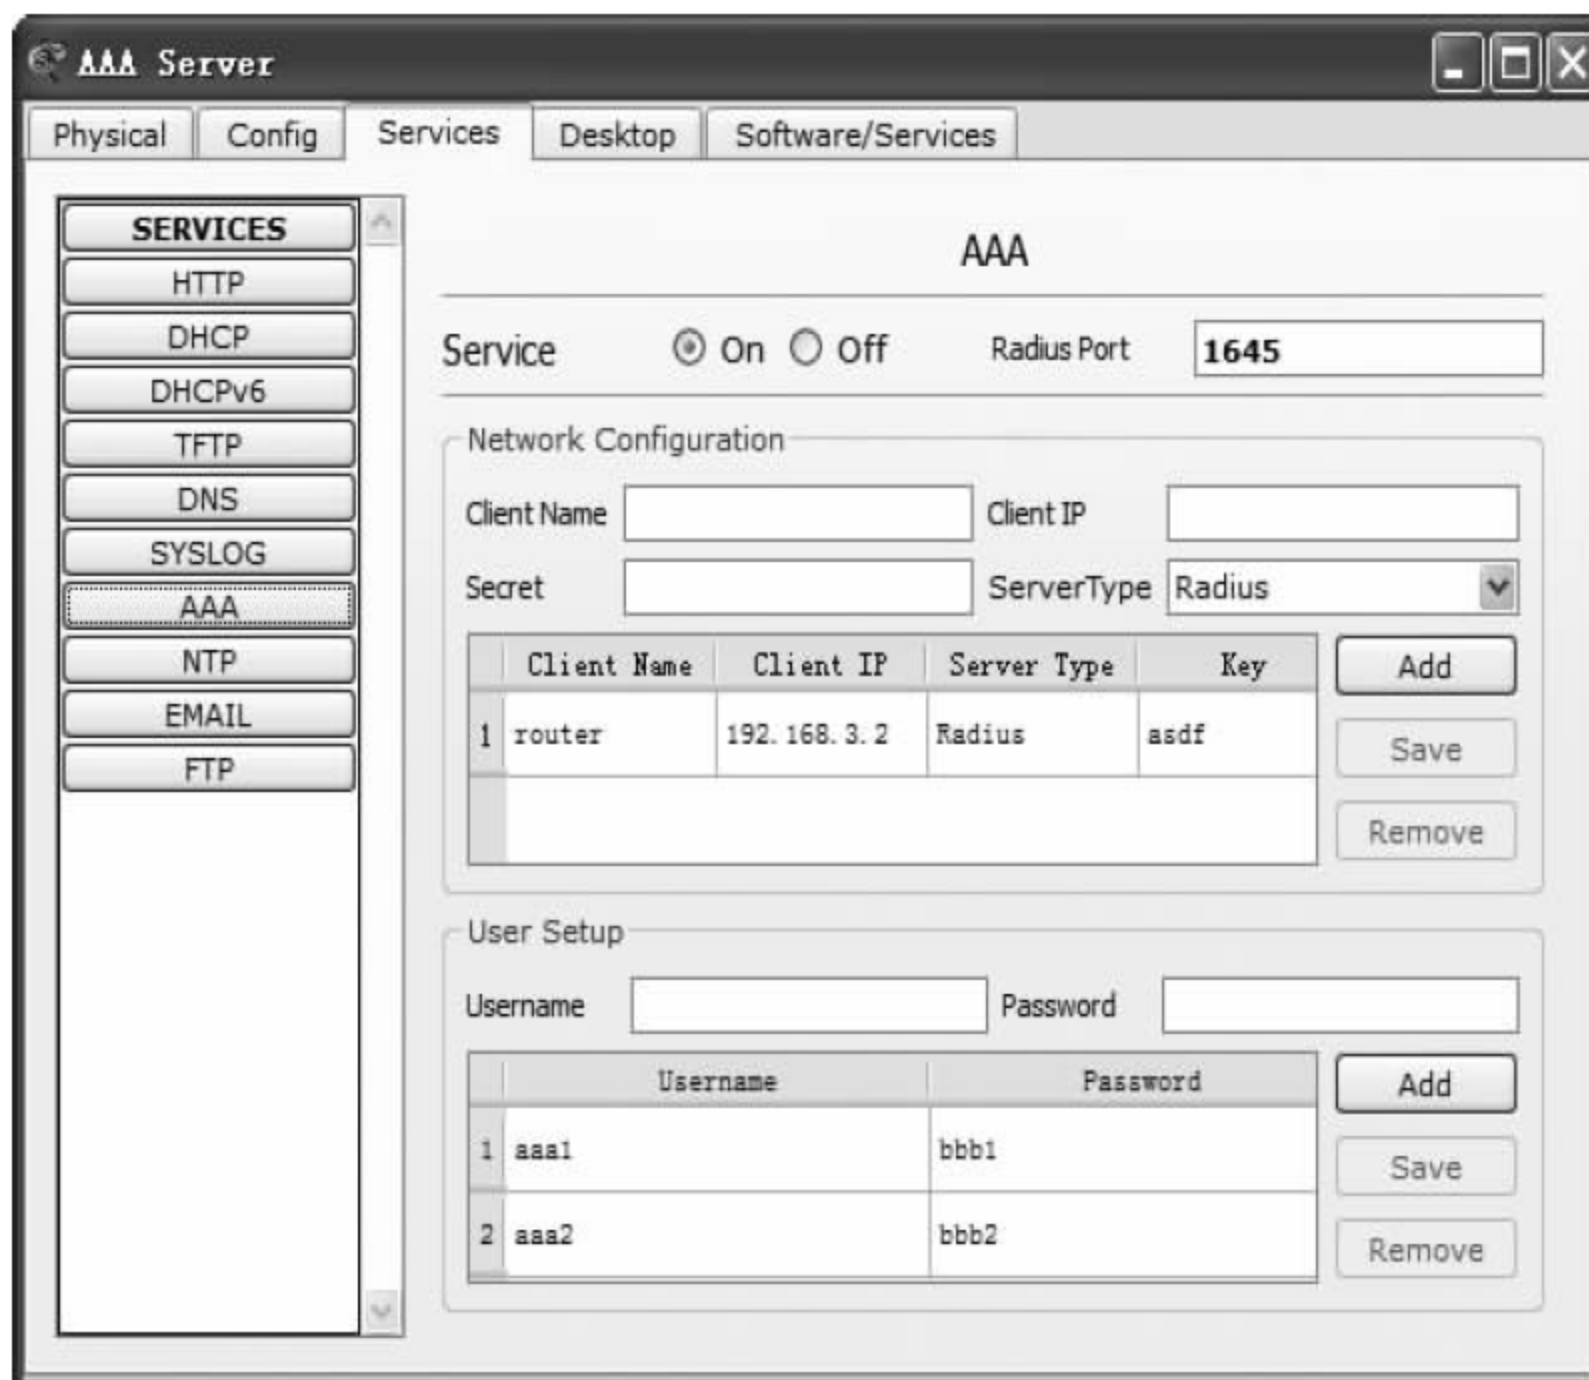 AAA Server
Physical Config Services Desktop Software/Services
SERVICES
HTTP
DHCP
DHCPv6
TFTP
DNS
SYSLOG
AAA
NTP
EMAIL
FTP
AAA
Service On Off Radius Port 1645
Network Configuration
Client Name Client IP
Secret ServerType Radius
Client Name Client IP Server Type Key
1 router 192.168.3.2 Radius asdf
Add
Save
Remove
User Setup
Username Password
Username Password
1 aaa1 bbb1
2 aaa2 bbb2
Add
Save
Remove